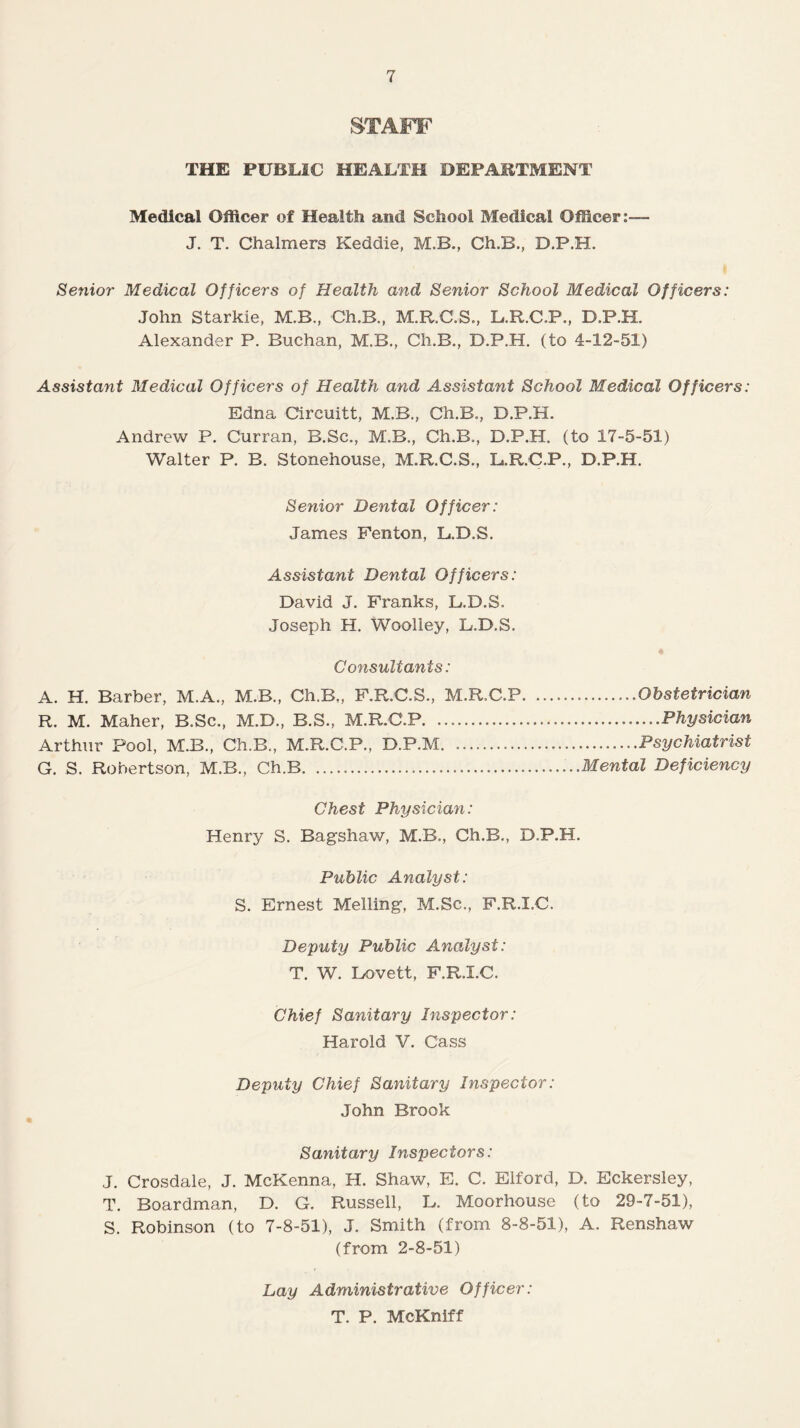 7
STAFF
THE PUBLIC HEALTH DEPARTMENT
Medical Officer of Health and School Medical Officer:—
J. T. Chalmers Keddie, M.B., Ch.B., D.P.H.
Senior Medical Officers of Health and Senior School Medical Officers:
John Starkie, M.B., Ch.B., M.R.C.S., L.R.C.P., D.P.H.
Alexander P. Buchan, M.B., Ch.B., D.P.H. (to 4-12-51)
Assistant Medical Officers of Health and Assistant School Medical Officers:
Edna Circuitt, M.B., Ch.B., D.P.H.
Andrew P. Curran, B.Sc., M.B., Ch.B., D.P.H. (to 17-5-51)
Walter P. B. Stonehouse, M.R.C.S., L.R.C.P., D.P.H.
Senior Dental Officer:
James Fenton, L.D.S.
Assistant Dental Officers:
David J. Franks, L.D.S.
Joseph H. Woolley, L.D.S.
Consultants:
A. H. Barber, M.A., M.B., Ch.B., F.R.C.S., M.R.C.P. ................Obstetrician
R. M. Maher, B.Sc., M.D., B.S., M.R.C.P. ....................................Physician
Arthur Pool, M.B., Ch.B., M.R.C.P., D.P.M. ..............................Psychiatrist
G. S. Robertson, M.B., Ch.B. ..........................................Mental Deficiency
Chest Physician:
Henry S. Bagshaw, M.B., Ch.B., D.P.H.
Public Analyst:
S. Ernest Melling, M.Sc., F.R.I.C.
Deputy Public Analyst:
T. W. Lovett, F.R.I.C.
Chief Sanitary Inspector:
Harold V. Cass
Deputy Chief Sanitary Inspector:
John Brook
Sanitary Inspectors:
J. Crosdale, J. McKenna, H. Shaw, E. C. Elford, D. Eckersley,
T. Boardman, D. G. Russell, L. Moorhouse (to 29-7-51),
S. Robinson (to 7-8-51), J. Smith (from 8-8-51), A. Renshaw
(from 2-8-51)
Lay Administrative Officer:
T. P. McKniff